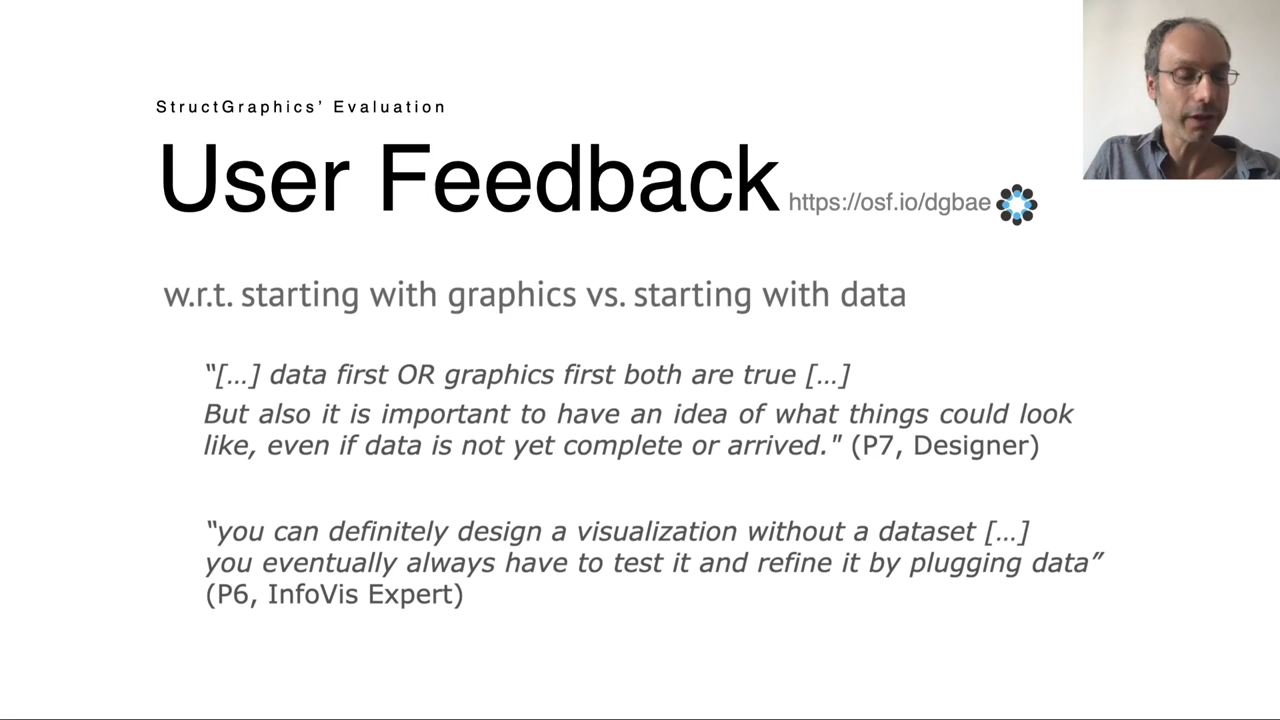 StructGraphics’ Evaluation
User Feedback https://osf.io/dgbae
w.r.t. starting with graphics vs. starting with data
“[…] data first OR graphics first both are true […]
But also it is important to have an idea of what things could look
like, even if data is not yet complete or arrived." (P7, Designer)
“you can definitely design a visualization without a dataset […]
you eventually always have to test it and refine it by plugging data”
(P6, InfoVis Expert)